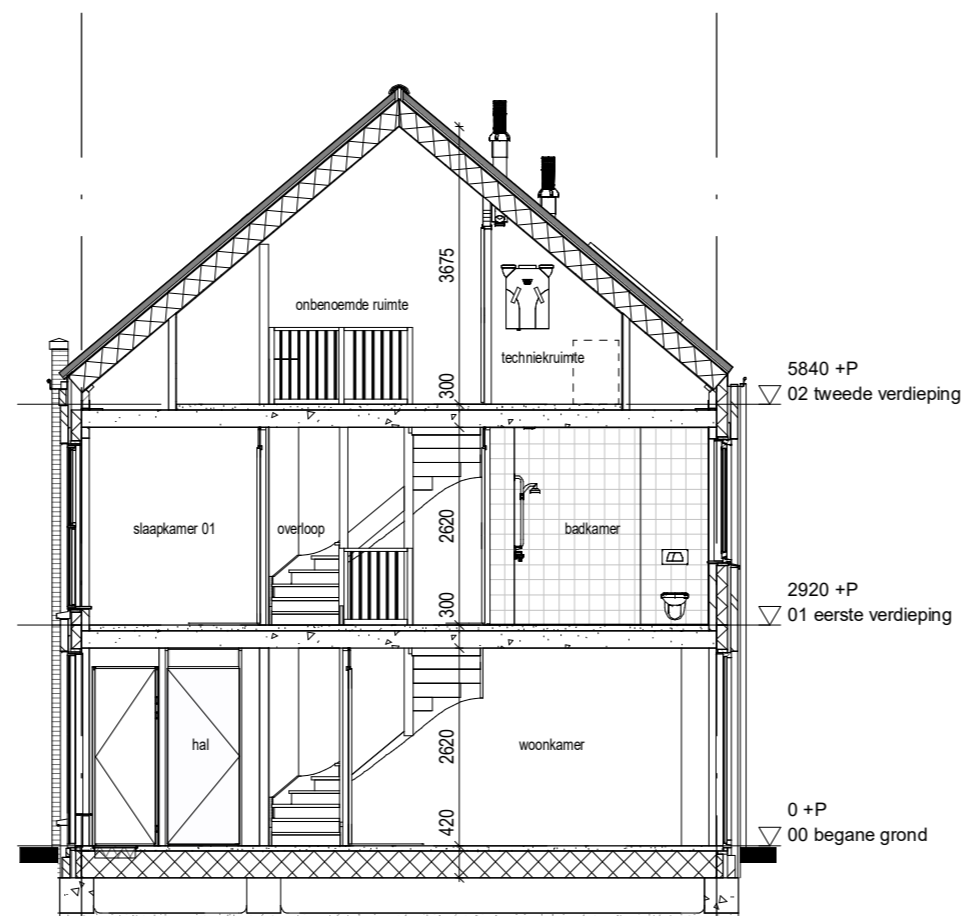 3675
onbenoemde ruimte
techniekruimte
300
5840 +P
02 tweede verdieping
slaapkamer 01
overloop
2620
badkamer
300
2920 +P
01 eerste verdieping
hal
2620
woonkamer
420
0 +P
00 begane grond